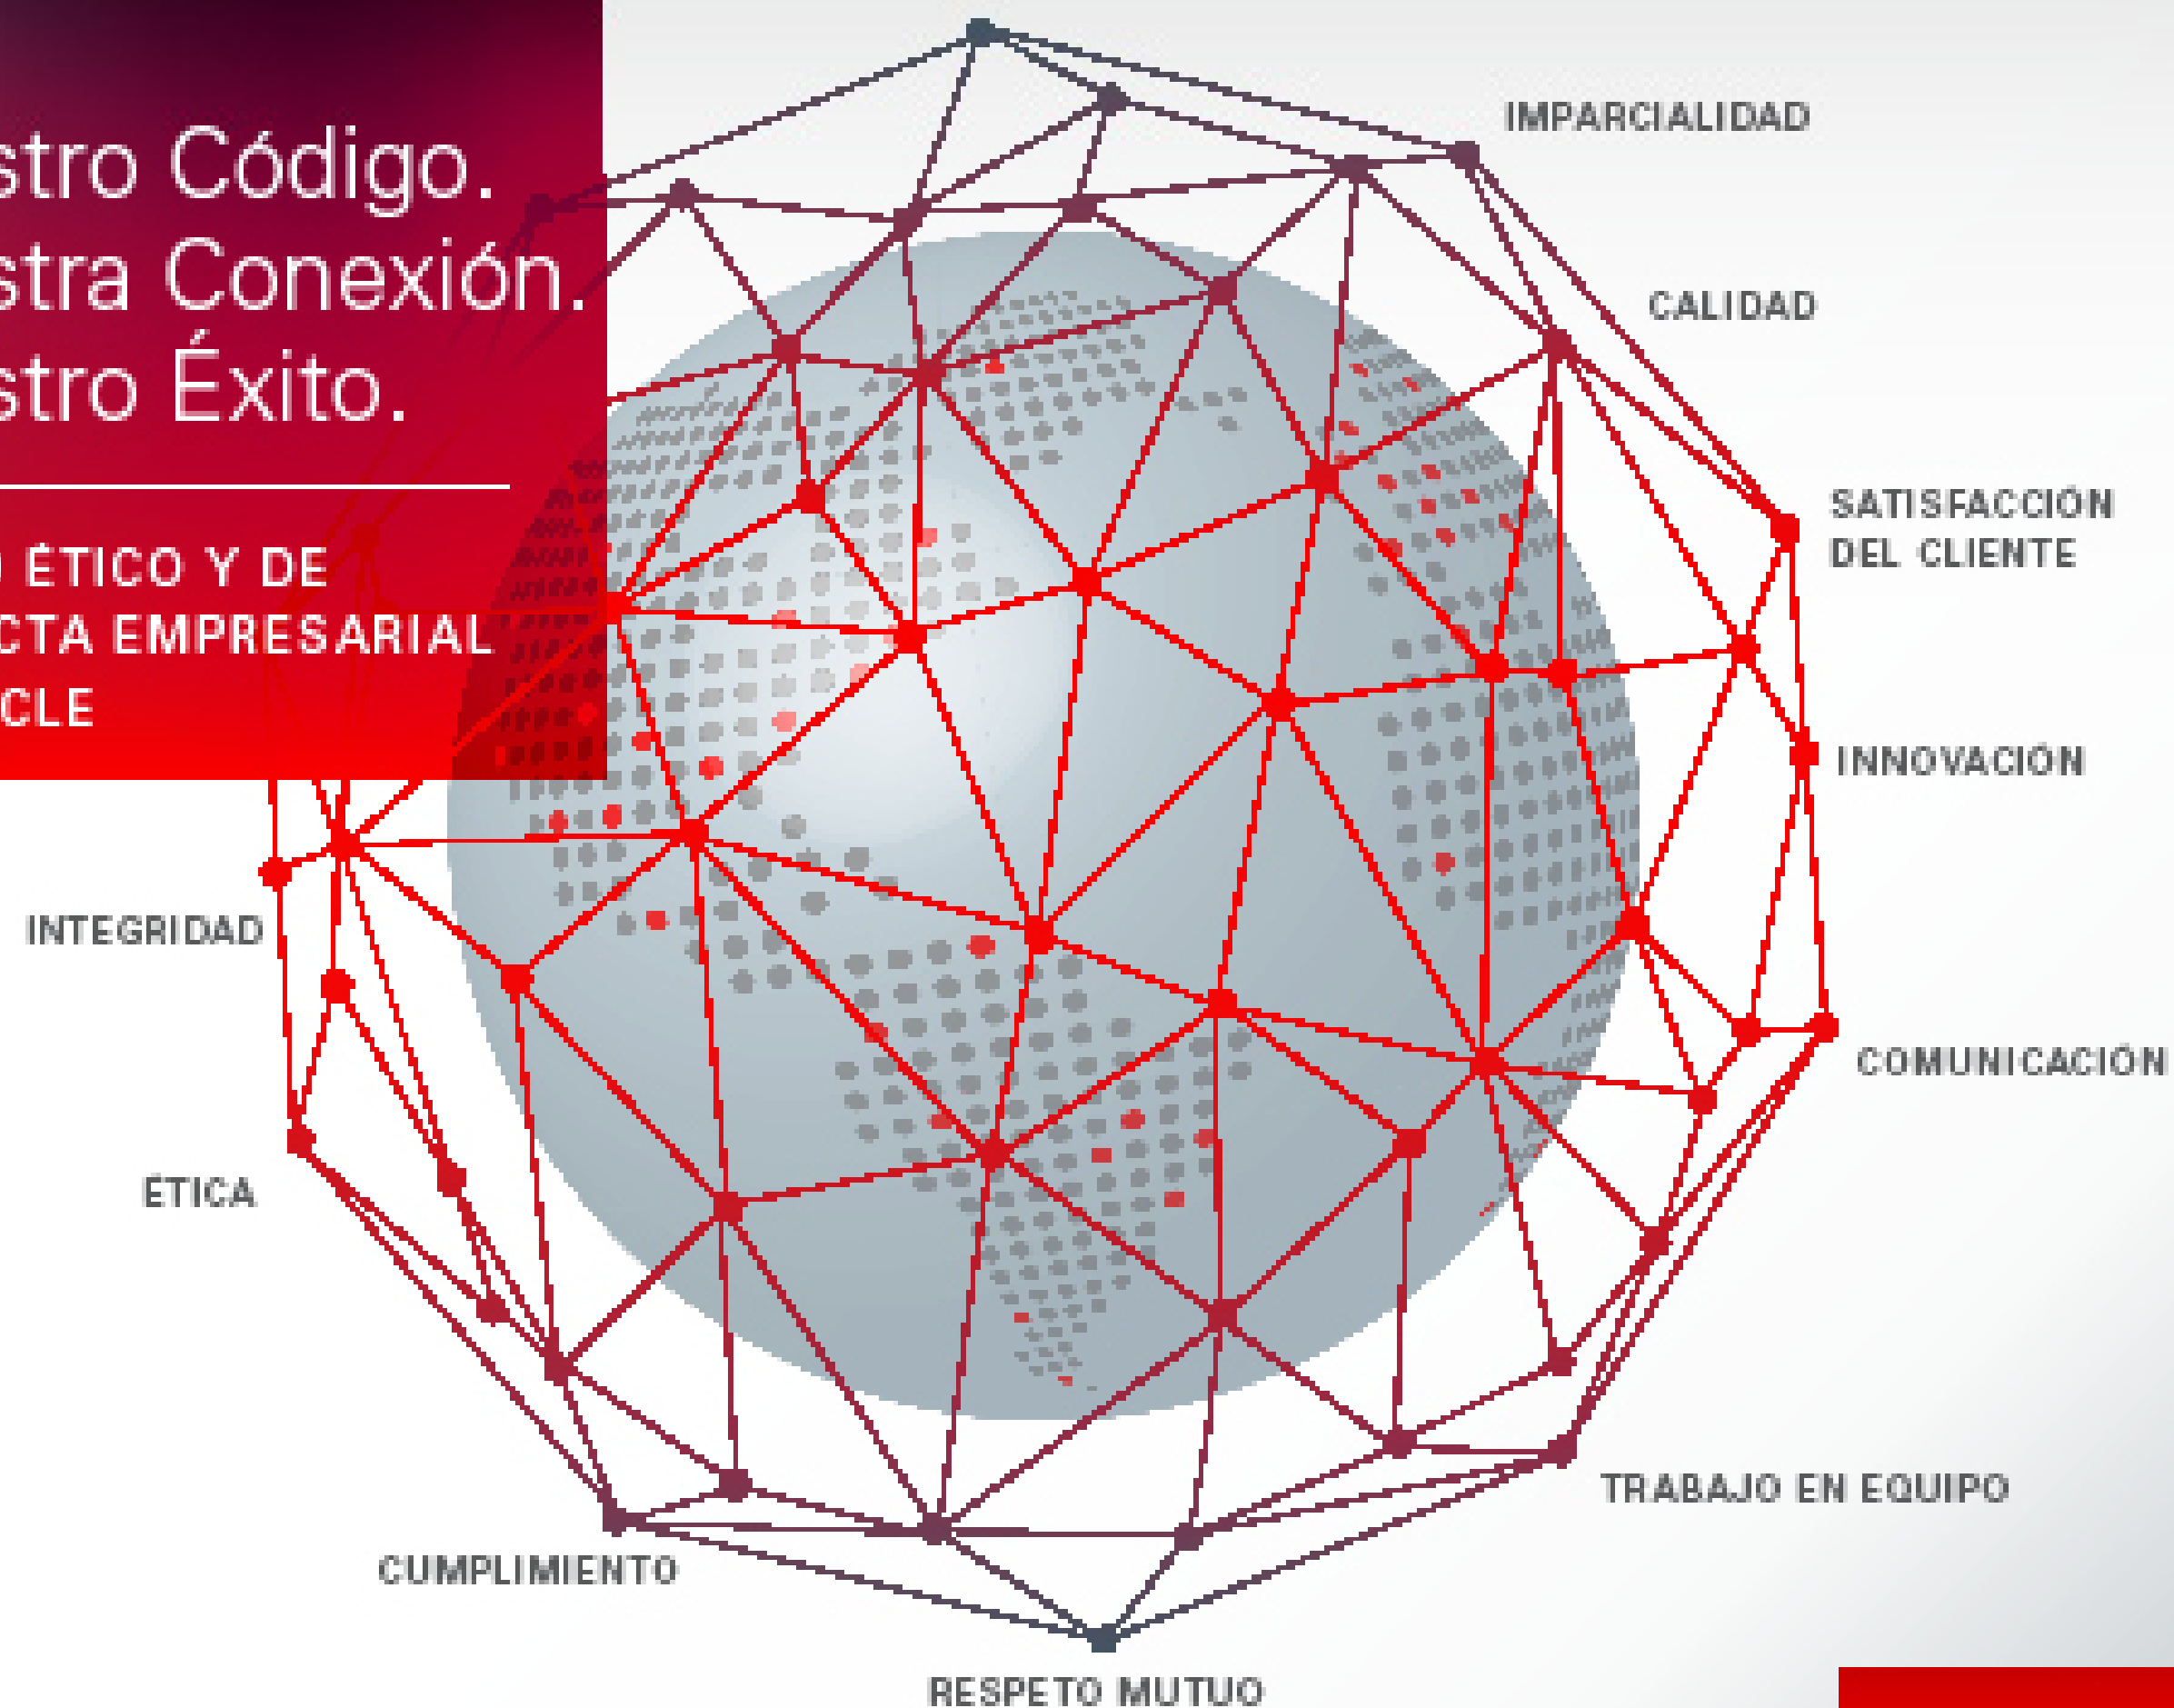 stro Código.
stra Conexión.
stro Éxito.
O ÉTICO Y DE
CTA EMPRESARIAL
CLE
IMPARCIALIDAD
CALIDAD
SATISFACCIÓN
DEL CLIENTE
INNOVACIÓN
INTEGRIDAD
COMUNICACIÓN
ÉTICA
TRABAJO EN EQUIPO
CUMPLIMIENTO
RESPETO MUTUO